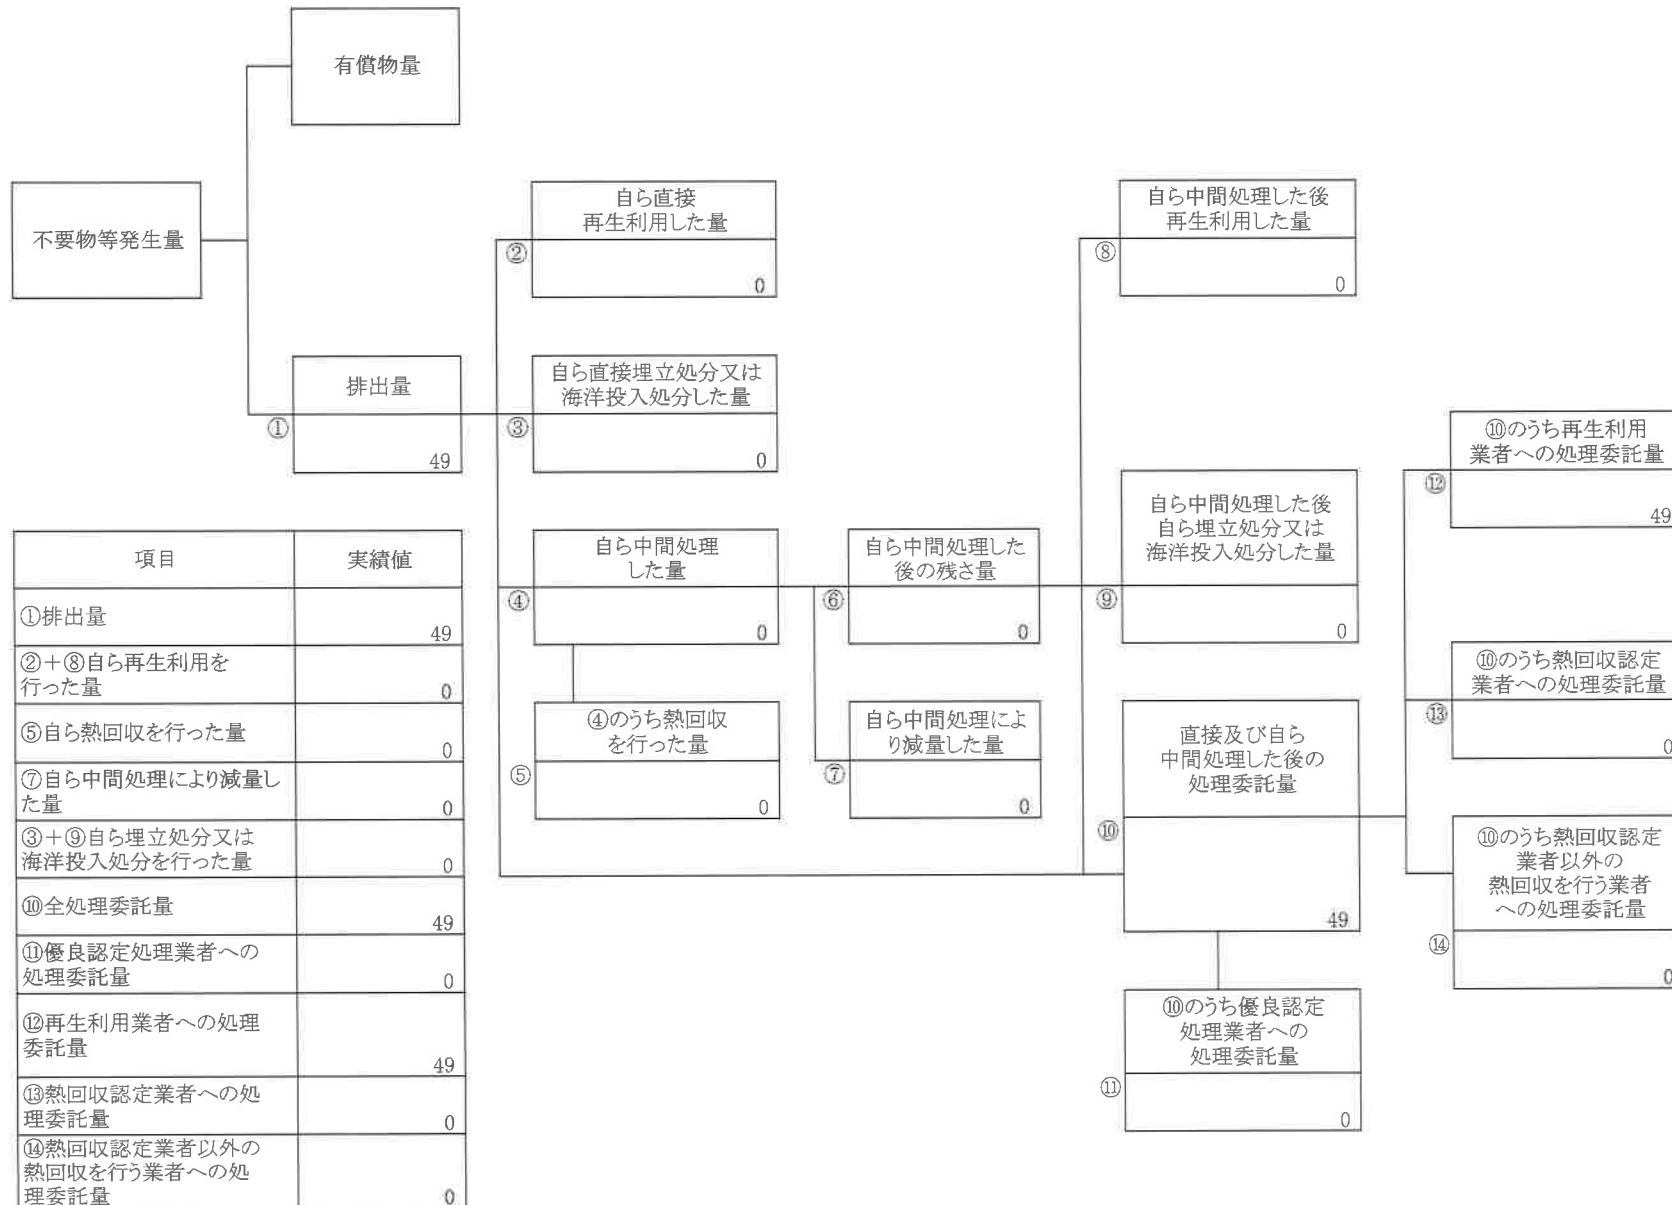 有償物量
不要物等発生量
自ら直接
再生利用した量
②
0
自ら中間処理した後
再生利用した量
⑧
0
排出量
①
49
自ら直接埋立処分又は
海洋投入処分した量
③
0
⑩のうち再生利用
業者への処理委託量
⑫
49
自ら中間処理した後
自ら埋立処分又は
海洋投入処分した量
⑨
0
自ら中間処理
した量
④
0
自ら中間処理した
後の残さ量
⑥
0
⑩のうち熱回収認定
業者への処理委託量
⑬
0
④のうち熱回収
を行った量
⑤
0
自ら中間処理によ
り減量した量
⑦
0
直接及び自ら
中間処理した後の
処理委託量
⑩
49
⑩のうち熱回収認定
業者以外の
熱回収を行う業者
への処理委託量
⑭
0
⑩のうち優良認定
処理業者への
処理委託量
⑪
0
項目 実績値
①排出量
49
②＋⑧自ら再生利用を
行った量
0
⑤自ら熱回収を行った量
0
⑦自ら中間処理により減量し
た量
0
③＋⑨自ら埋立処分又は
海洋投入処分を行った量
0
⑩全処理委託量
49
⑪優良認定処理業者への
処理委託量
0
⑫再生利用業者への処理
委託量
49
⑬熱回収認定業者への処
理委託量
0
⑭熱回収認定業者以外の
熱回収を行う業者への処
理委託量
0